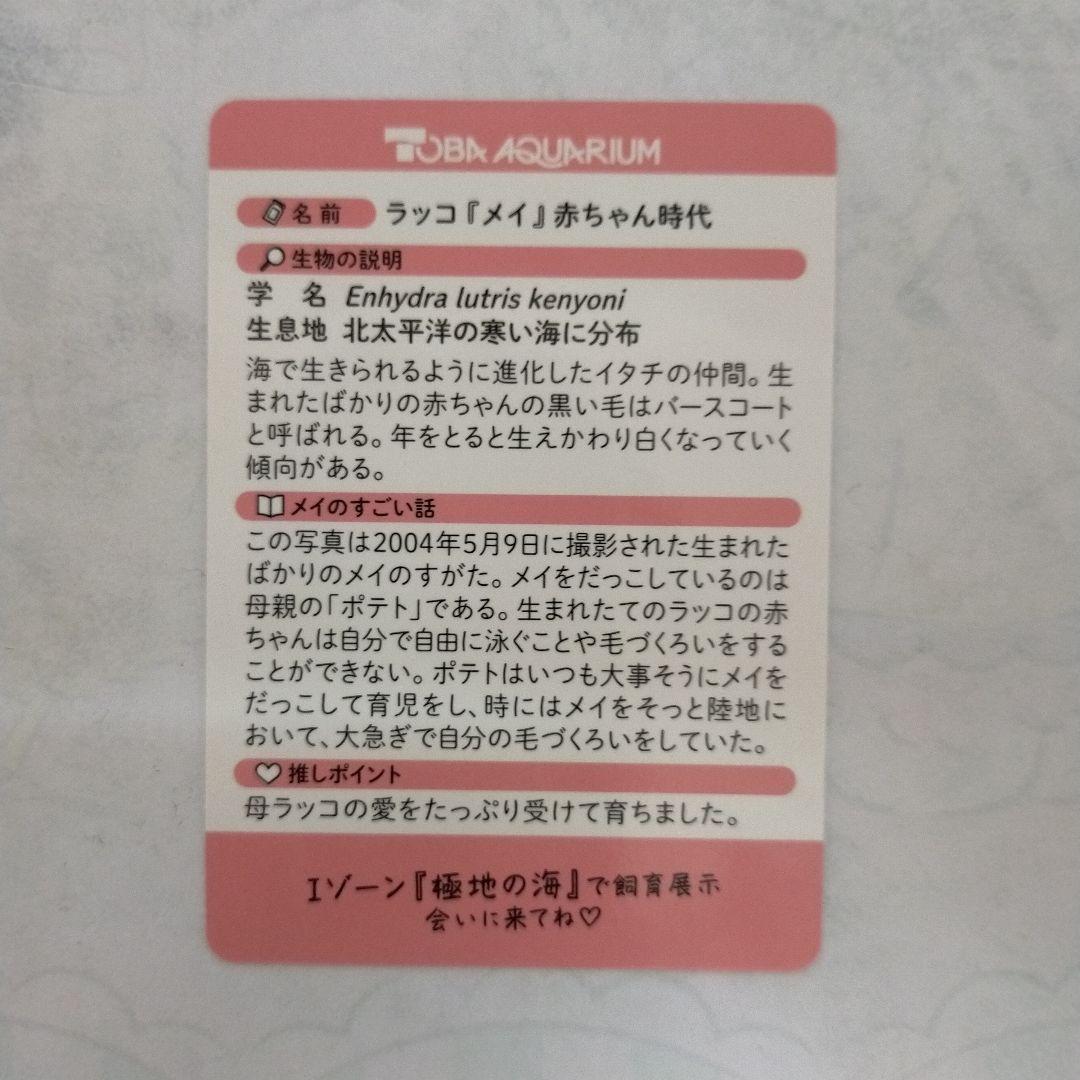 TOBA AQUARIUM
名前 ラッコ『メイ』赤ちゃん時代
生物の説明
学 名 Enhydra lutris kenyoni
生息地 北太平洋の寒い海に分布
海で生きられるように進化したイタチの仲間。生
まれたばかりの赤ちゃんの黒い毛はバースコート
と呼ばれる。年をとると生えかわり白くなっていく
傾向がある。
メイのすごい話
この写真は2004年5月9日に撮影された生まれた
ばかりのメイのすがた。メイをだっこしているのは
母親の「ポテト」である。生まれたてのラッコの赤
ちゃんは自分で自由に泳ぐことや毛づくろいをする
ことができない。ポテトはいつも大事そうにメイを
だっこして育児をし、時にはメイをそっと陸地に
おいて、大急ぎで自分の毛づくろいをしていた。
推しポイント
母ラッコの愛をたっぷり受けて育ちました。
Iゾーン『極地の海』で飼育展示
会いに来てね♡